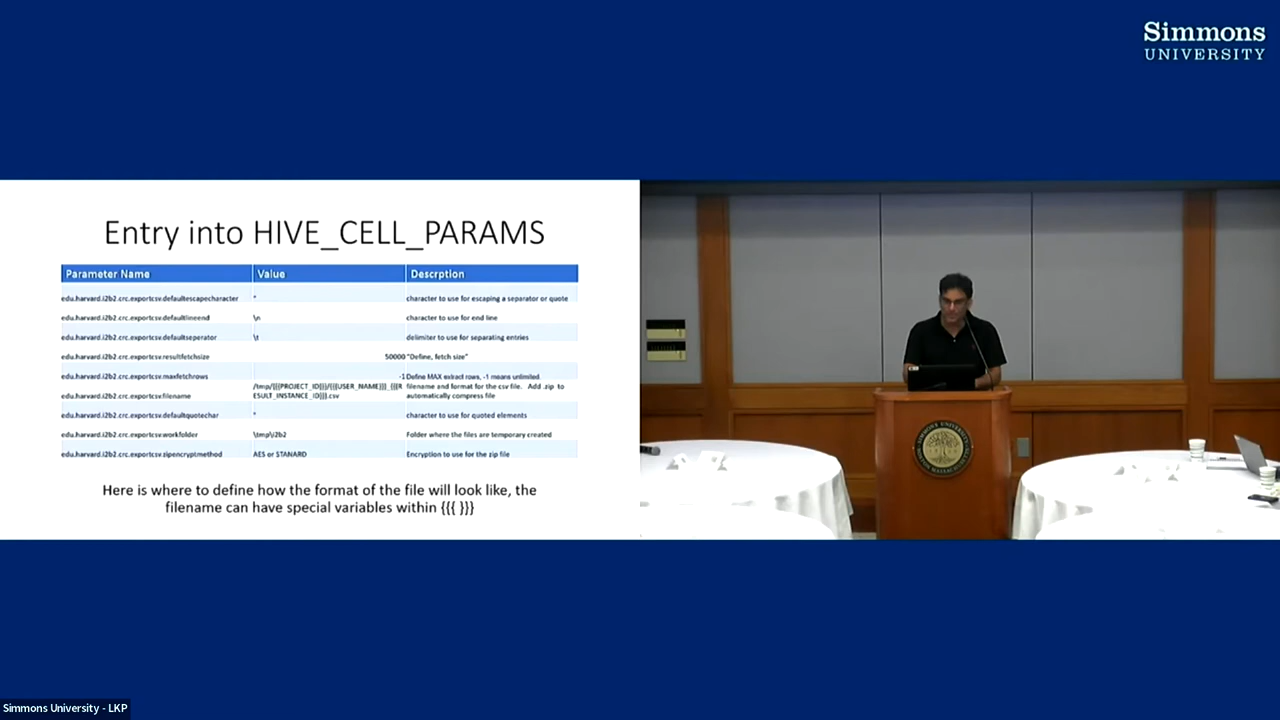 Simmons
UNIVERSITY
Entry into HIVE_CELL_PARAMS
Parameter Name Value Descrption
edu.harvard.i2b2.crc.exportcsv.defaultescapecharacter " character to use for escaping a separator or quote
edu.harvard.i2b2.crc.exportcsv.defaultlineend \n character to use for end line
edu.harvard.i2b2.crc.exportcsv.defaultseperator \t delimiter to use for separating entries
edu.harvard.i2b2.crc.exportcsv.resultfetchsize 50000 "Define, fetch size"
edu.harvard.i2b2.crc.exportcsv.maxfetchrows -1 Define MAX extract rows, -1 means unlimited
/tmp/{{{PROJECT_ID}}}/{{{USER_NAME}}}_{{{R filename and format for the csv file. Add .zip to
edu.harvard.i2b2.crc.exportcsv.filename ESULT_INSTANCE_ID}}}.csv automatically compress file
edu.harvard.i2b2.crc.exportcsv.defaultquotechar " character to use for quoted elements
edu.harvard.i2b2.crc.exportcsv.workfolder \tmp\i2b2 Folder where the files are temporary created
edu.harvard.i2b2.crc.exportcsv.zipencryptmethod AES or STANARD Encryption to use for the zip file
Here is where to define how the format of the file will look like, the
filename can have special variables within {{{ }}}
SIMMONS UNIVERSITY
Simmons University - LKP